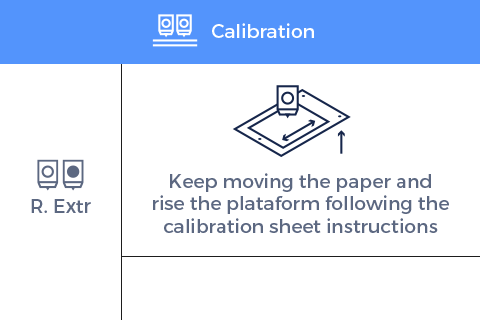 Calibration
Keep moving the paper and
rise the plataform following the
calibration sheet instructions
R. Extr